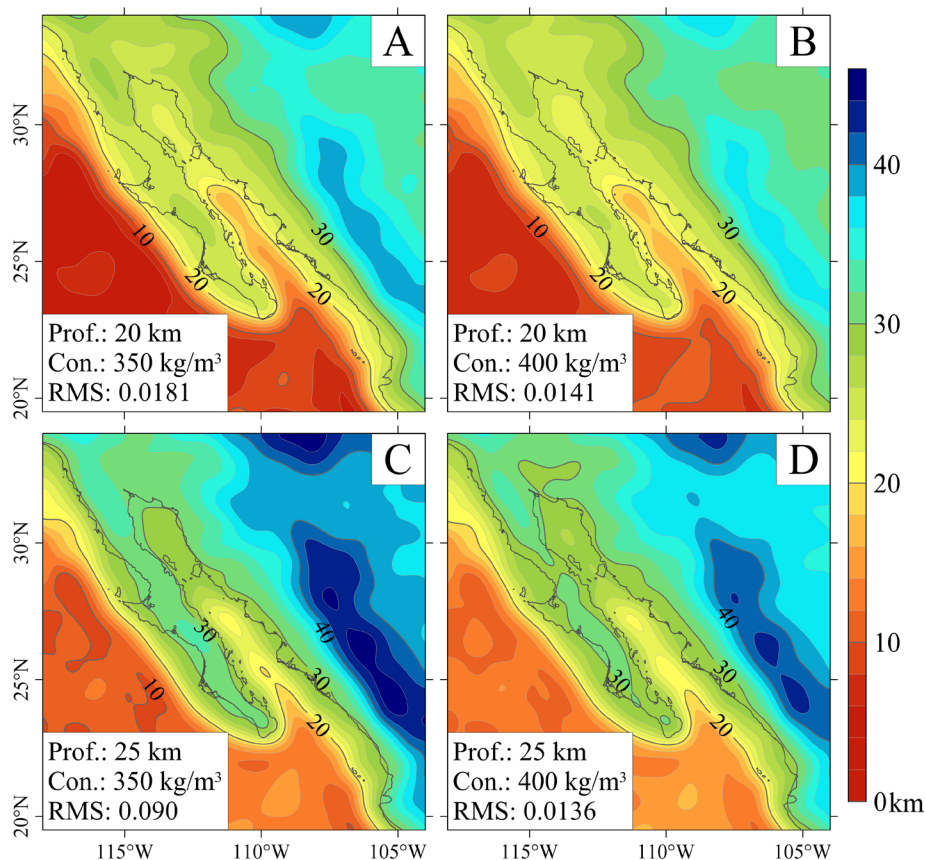 A
B
30°N
25°N
20°N
10
20
30
20
Prof.: 20 km
Con.: 350 kg/m³
RMS: 0.0181
10
20
30
20
Prof.: 20 km
Con.: 400 kg/m³
RMS: 0.0141
40
30
20
10
0 km
C
D
30°N
25°N
20°N
30
40
30
10
20
Prof.: 25 km
Con.: 350 kg/m³
RMS: 0.090
40
30
30
20
Prof.: 25 km
Con.: 400 kg/m³
RMS: 0.0136
115°W 110°W 105°W
115°W 110°W 105°W